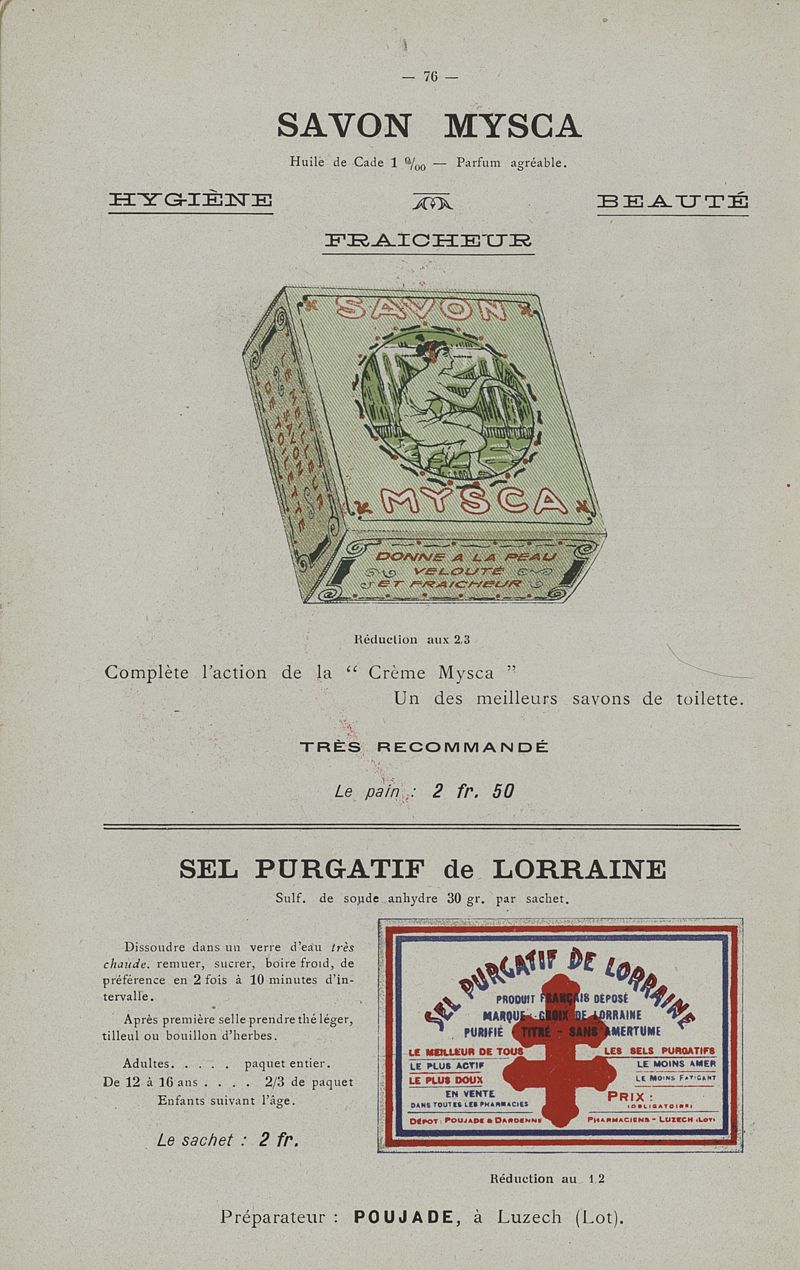 — 76 —
SAVON MYSCA
Huile de Cade 1 °/₀₀ — Parfum agréable.
HYGIÈNE
BEAUTÉ
FRAICHEUR
SAVON
MYSCA
DONNE A LA PEAU
VELOUTÉ
ET FRAICHEUR
Réduction aux 2,3
Complète l'action de la “ Crème Mysca ”
Un des meilleurs savons de toilette.
TRÈS RECOMMANDÉ
Le pain : 2 fr. 50
SEL PURGATIF de LORRAINE
Sulf. de soude anhydre 30 gr. par sachet.
Dissoudre dans un verre d'eau très
chaude. remuer, sucrer, boire froid, de
préférence en 2 fois à 10 minutes d'in-
tervalle.
Après première selle prendre thé léger,
tilleul ou bouillon d'herbes.
Adultes. . . . . paquet entier.
De 12 à 16 ans . . . . 2/3 de paquet
Enfants suivant l'âge.
Le sachet : 2 fr.
SEL PURGATIF DE LORRAINE
PRODUIT FRANÇAIS DÉPOSÉ
MARQUE - CROIX DE LORRAINE
PURIFIÉ TITRÉ - SANS AMERTUME
LE MEILLEUR DE TOUS LES SELS PURGATIFS
LE PLUS ACTIF LE MOINS AMER
LE PLUS DOUX LE MOINS FATIGANT
EN VENTE PRIX :
DANS TOUTES LES PHARMACIES (OBLIGATOIRE)
DÉPOT : POUJADE & DARDENNE PHARMACIENS - LUZECH (LOT)
Réduction au 1,2
Préparateur : POUJADE, à Luzech (Lot).